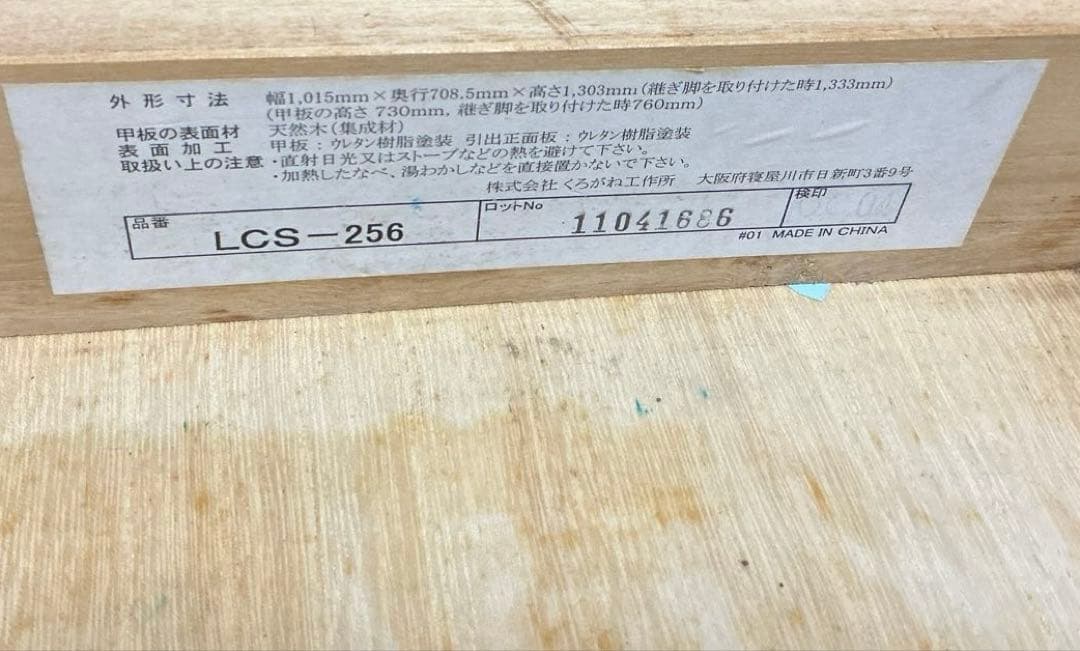 外形寸法 幅1,015mm×奥行708.5mm×高さ1,303mm(継ぎ脚を取り付けた時1,333mm)
(甲板の高さ 730mm, 継ぎ脚を取り付けた時760mm)
甲板の表面材 天然木(集成材)
表面加工 甲板：ウレタン樹脂塗装 引出正面板：ウレタン樹脂塗装
取扱い上の注意 ・直射日光又はストーブなどの熱を避けて下さい。
・加熱したなべ、湯わかしなどを直接置かないで下さい。
株式会社くろがね工作所 大阪府寝屋川市日新町3番9号
品番 LCS－256 ロットNo 11041686 検印
#01 MADE IN CHINA